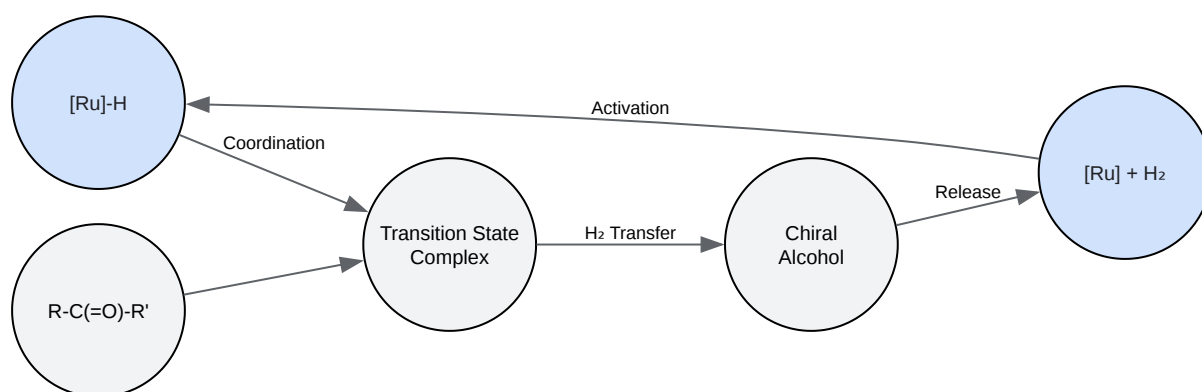 [Ru]-H
Activation
Coordination
[Ru] + H₂
Release
Transition State
Complex
H₂ Transfer
Chiral
Alcohol
R-C(=O)-R'